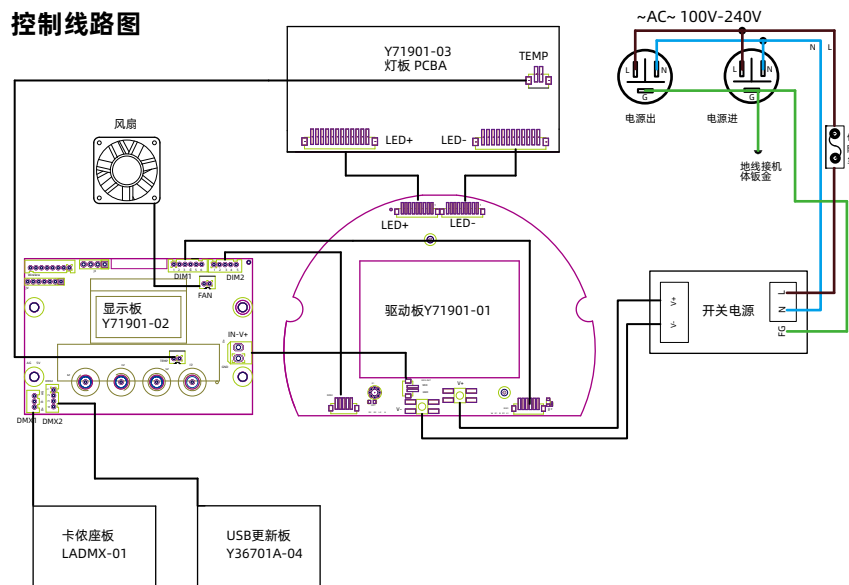 控制线路图
~AC~ 100V-240V
Y71901-03
灯板 PCBA
TEMP
LED+
LED-
N
L
L
N
G
L
N
G
电源出
电源进
地线接机
体钣金
风扇
LED+
LED-
DIM1
DIM2
FAN
显示板
Y71901-02
IN-V+
驱动板Y71901-01
V+
V-
V+
V-
开关电源
L
N
FG
DMX1
DMX2
卡侬座板
LADMX-01
USB更新板
Y36701A-04